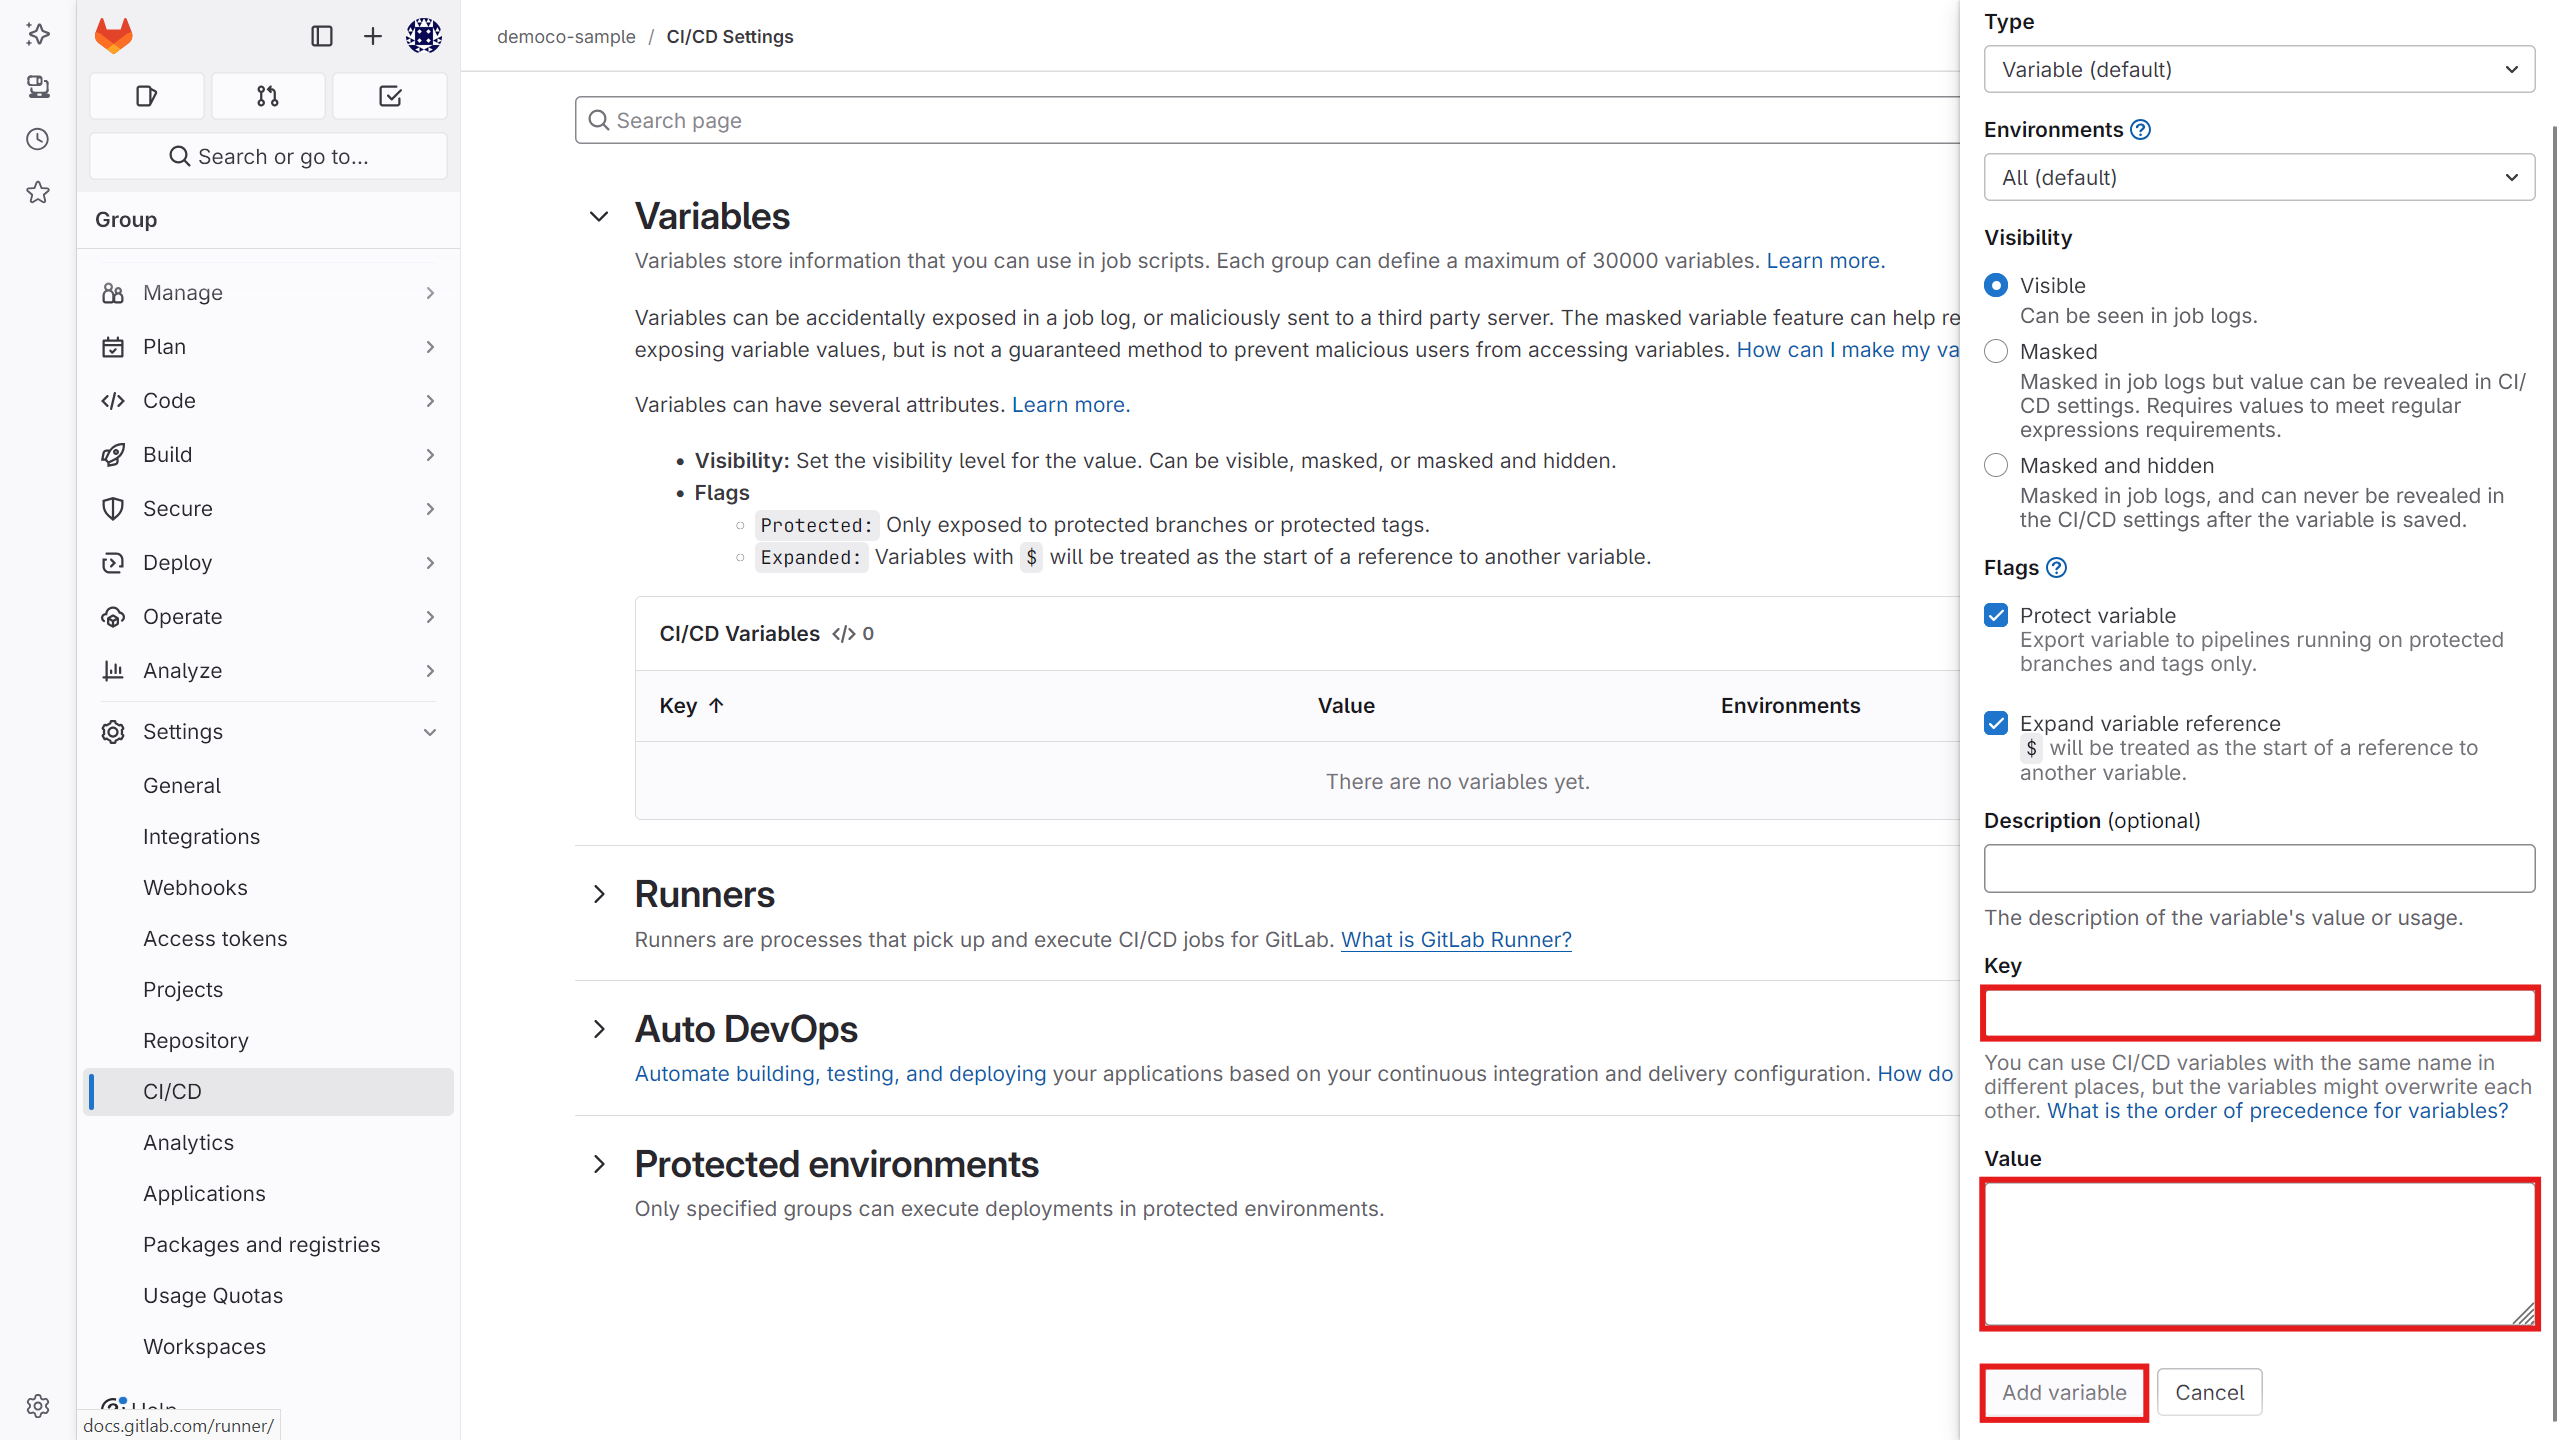 Search or go to...
Group
Manage
Plan
Code
Build
Secure
Deploy
Operate
Analyze
Settings
General
Integrations
Webhooks
Access tokens
Projects
Repository
CI/CD
Analytics
Applications
Packages and registries
Usage Quotas
Workspaces
Help
docs.gitlab.com/runner/
democo-sample / CI/CD Settings
Search page
Variables
Variables store information that you can use in job scripts. Each group can define a maximum of 30000 variables. Learn more.
Variables can be accidentally exposed in a job log, or maliciously sent to a third party server. The masked variable feature can help re
exposing variable values, but is not a guaranteed method to prevent malicious users from accessing variables. How can I make my va
Variables can have several attributes. Learn more.
• Visibility: Set the visibility level for the value. Can be visible, masked, or masked and hidden.
• Flags
Protected: Only exposed to protected branches or protected tags.
Expanded: Variables with $ will be treated as the start of a reference to another variable.
CI/CD Variables </> 0
Key ↑ Value Environments
There are no variables yet.
Runners
Runners are processes that pick up and execute CI/CD jobs for GitLab. What is GitLab Runner?
Auto DevOps
Automate building, testing, and deploying your applications based on your continuous integration and delivery configuration. How do
Protected environments
Only specified groups can execute deployments in protected environments.
Type
Variable (default)
Environments ?
All (default)
Visibility
Visible
Can be seen in job logs.
Masked
Masked in job logs but value can be revealed in CI/
CD settings. Requires values to meet regular
expressions requirements.
Masked and hidden
Masked in job logs, and can never be revealed in
the CI/CD settings after the variable is saved.
Flags ?
Protect variable
Export variable to pipelines running on protected
branches and tags only.
Expand variable reference
$ will be treated as the start of a reference to
another variable.
Description (optional)
The description of the variable's value or usage.
Key
You can use CI/CD variables with the same name in
different places, but the variables might overwrite each
other. What is the order of precedence for variables?
Value
Add variable Cancel